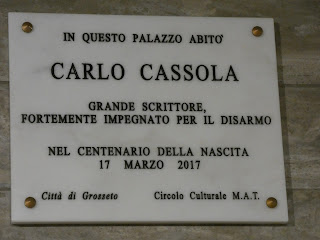 IN QUESTO PALAZZO ABITO'
CARLO CASSOLA
GRANDE SCRITTORE,
FORTEMENTE IMPEGNATO PER IL DISARMO
NEL CENTENARIO DELLA NASCITA
17 MARZO 2017
Città di Grosseto Circolo Culturale M.A.T.